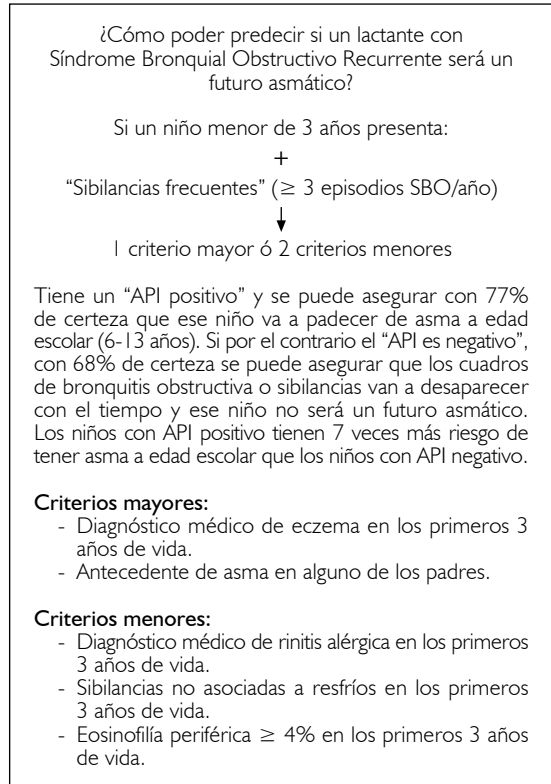 ¿Cómo poder predecir si un lactante con
Síndrome Bronquial Obstructivo Recurrente será un
futuro asmático?
Si un niño menor de 3 años presenta:
+
“Sibilancias frecuentes” (≥ 3 episodios SBO/año)
↓
1 criterio mayor ó 2 criterios menores
Tiene un “API positivo” y se puede asegurar con 77%
de certeza que ese niño va a padecer de asma a edad
escolar (6-13 años). Si por el contrario el “API es negativo”,
con 68% de certeza se puede asegurar que los cuadros
de bronquitis obstructiva o sibilancias van a desaparecer
con el tiempo y ese niño no será un futuro asmático.
Los niños con API positivo tienen 7 veces más riesgo de
tener asma a edad escolar que los niños con API negativo.
Criterios mayores:
- Diagnóstico médico de eczema en los primeros 3
años de vida.
- Antecedente de asma en alguno de los padres.
Criterios menores:
- Diagnóstico médico de rinitis alérgica en los primeros
3 años de vida.
- Sibilancias no asociadas a resfríos en los primeros
3 años de vida.
- Eosinofilía periférica ≥ 4% en los primeros 3 años
de vida.